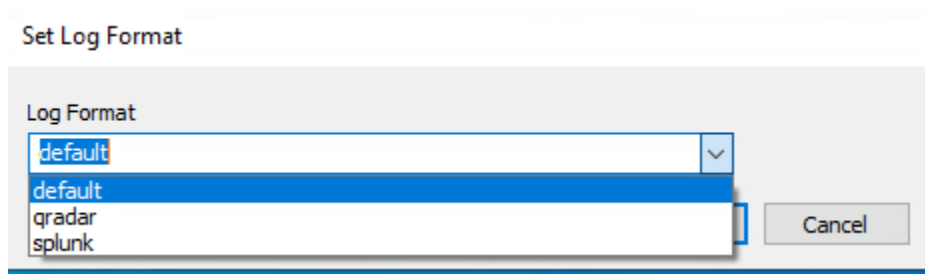 Set Log Format
Log Format
default
default
qradar
splunk
Cancel